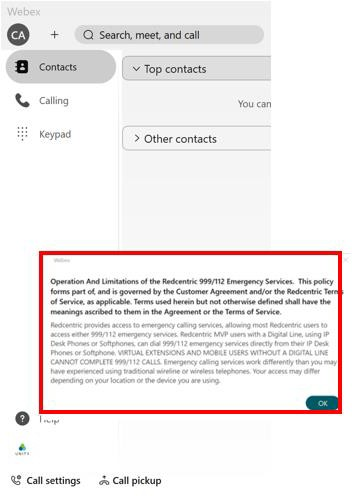 Webex
CA
+
Search, meet, and call
Contacts
Top contacts
Calling
You can
Keypad
Other contacts
Webex
Operation And Limitations of the Redcentric 999/112 Emergency Services. This policy
forms part of, and is governed by the Customer Agreement and/or the Redcentric Terms
of Service, as applicable. Terms used herein but not otherwise defined shall have the
meanings ascribed to them in the Agreement or the Terms of Service.
Redcentric provides access to emergency calling services, allowing most Redcentric users to
access either 999/112 emergency services. Redcentric MVP users with a Digital Line, using IP
Desk Phones or Softphone, can dial 999/112 emergency services directly from their IP Desk
Phones or Softphone. VIRTUAL EXTENSIONS AND MOBILE USERS WITHOUT A DIGITAL LINE
CANNOT COMPLETE 999/112 CALLS. Emergency calling services work differently than you may
have experienced using traditional wireline or wireless telephones. Your access may differ
depending on your location or the device you are using.
OK
Help
UNITY
Call settings
Call pickup